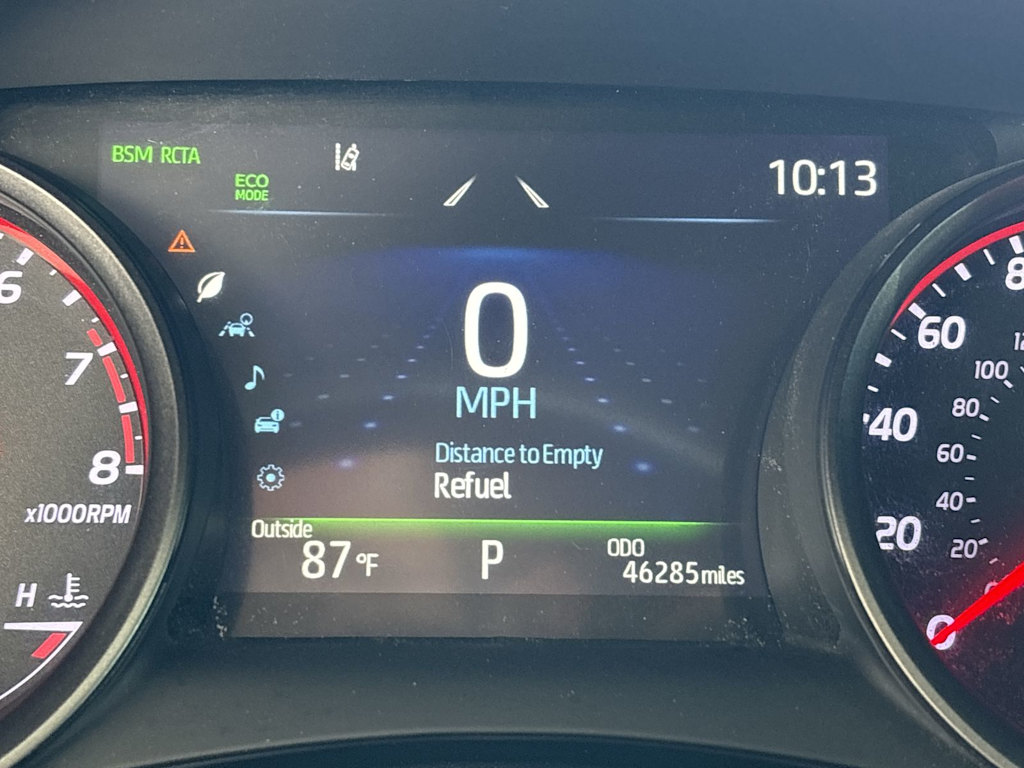 BSM RCTA
10:13
ECO
MODE
0
MPH
Distance to Empty
Refuel
Outside
87°F
P
ODO
46285 miles
6
7
8
x1000RPM
H
8
60
40
20
0
100
80
60
40
20